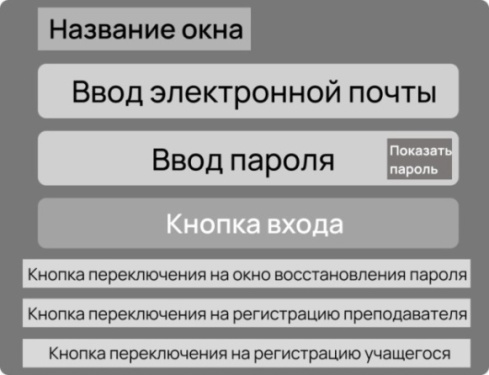 Название окна
Ввод электронной почты
Ввод пароля
Показать
пароль
Кнопка входа
Кнопка переключения на окно восстановления пароля
Кнопка переключения на регистрацию преподавателя
Кнопка переключения на регистрацию учащегося